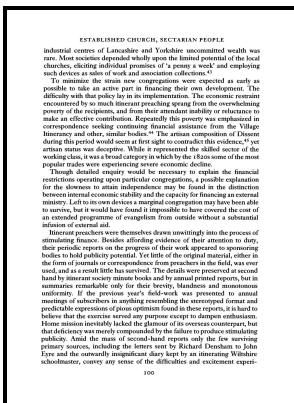 ESTABLISHED CHURCH, SECTARIAN PEOPLE
industrial centres of Lancashire and Yorkshire uncommitted wealth was
rare. Most societies depended wholly upon the limited potential of the local
churches, eliciting individual promises of 'a penny a week' and employing
such devices as sales of work and association collections.43
To minimize the strain new congregations were expected as early as
possible to take an active part in financing their own development. The
difficulty with that policy lay in its implementation. The economic restraint
encountered by so much itinerant preaching sprang from the overwhelming
poverty of the recipients, and from their attendant inability or reluctance to
make an effective contribution. Repeatedly this poverty was emphasized in
correspondence seeking continuing financial assistance from the Village
Itinerancy and other, similar bodies.44 The artisan composition of Dissent
during this period would seem at first sight to contradict this evidence,45 yet
artisan status was deceptive. While it represented the skilled sector of the
working class, it was a broad category in which by the 1820s some of the most
popular trades were experiencing severe economic decline.
Though detailed enquiry would be necessary to explain the financial
restrictions operating upon particular congregations, a possible explanation
for the slowness to attain independence may be found in the distinction
between internal economic stability and the capacity for financing an external
ministry. Left to its own devices a marginal congregation may have been able
to survive, but it would have found it impossible to have covered the cost of
an extended programme of evangelism from outside without a substantial
infusion of external aid.
Itinerant preachers were themselves drawn unwittingly into the process of
stimulating finance. Besides affording evidence of their attention to duty,
their periodic reports on the progress of their work appeared to sponsoring
bodies to hold publicity potential. Yet little of the original material, either in
the form of journals or correspondence from preachers in the field, was ever
used, and as a result little has survived. The details were preserved at second
hand by itinerant society minute books and by annual printed reports, but in
summaries remarkable only for their brevity, blandness and monotonous
uniformity. If the previous year's field-work was presented to annual
meetings of subscribers in anything resembling the stereotyped format and
predictable expressions of pious optimism found in these reports, it is hard to
believe that the exercise served any purpose except to dampen enthusiasm.
Home mission inevitably lacked the glamour of its overseas counterpart, but
that deficiency was merely compounded by the failure to produce stimulating
publicity. Amid the mass of second-hand reports only the few surviving
primary sources, including the letters sent by Richard Densham to John
Eyre and the outwardly insignificant diary kept by an itinerating Wiltshire
schoolmaster, convey any sense of the difficulties and excitement experi-
100